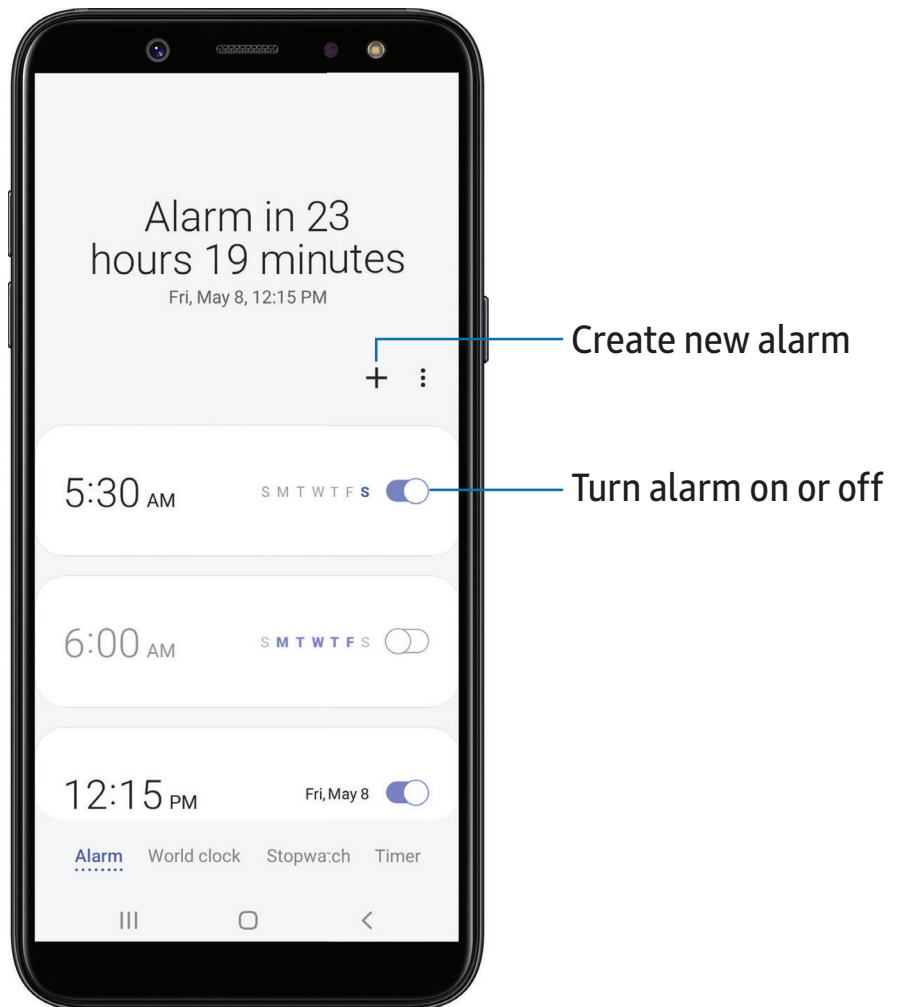 Alarm in 23
hours 19 minutes
Fri, May 8, 12:15 PM
Create new alarm
5:30 AM S M T W T F S
Turn alarm on or off
6:00 AM S M T W T F S
12:15 PM Fri, May 8
Alarm World clock Stopwatch Timer